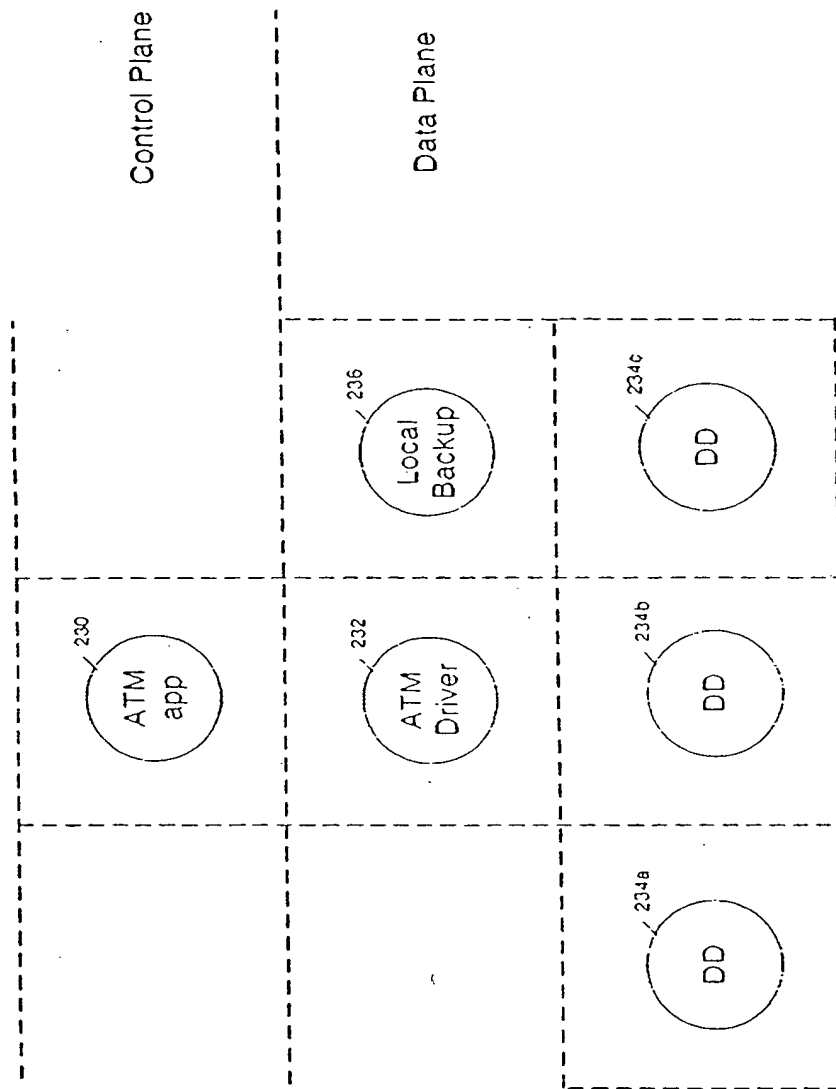 Control Plane
230
ATM
app
Data Plane
232
ATM
Driver
236
Local
Backup
234a
DD
234b
DD
234c
DD